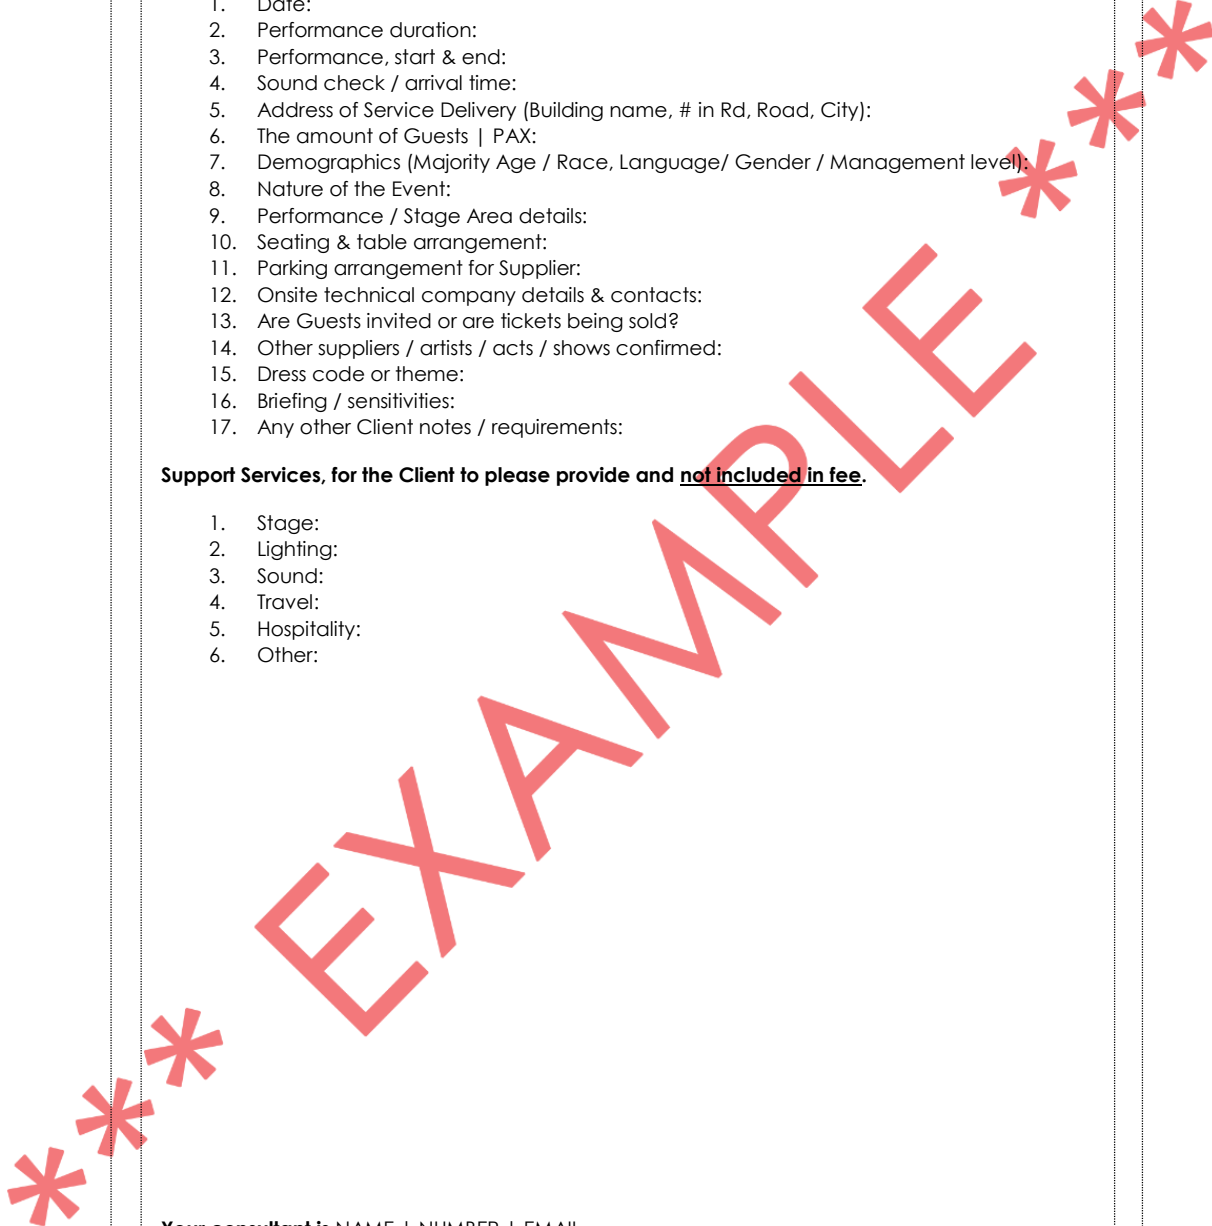 1. Date:
2. Performance duration:
3. Performance, start & end:
4. Sound check / arrival time:
5. Address of Service Delivery (Building name, # in Rd, Road, City):
6. The amount of Guests | PAX:
7. Demographics (Majority Age / Race, Language/ Gender / Management level):
8. Nature of the Event:
9. Performance / Stage Area details:
10. Seating & table arrangement:
11. Parking arrangement for Supplier:
12. Onsite technical company details & contacts:
13. Are Guests invited or are tickets being sold?
14. Other suppliers / artists / acts / shows confirmed:
15. Dress code or theme:
16. Briefing / sensitivities:
17. Any other Client notes / requirements:
Support Services, for the Client to please provide and not included in fee.
1. Stage:
2. Lighting:
3. Sound:
4. Travel:
5. Hospitality:
6. Other:
*** EXAMPLE ***
Your consultant is NAME | NUMBER | EMAIL